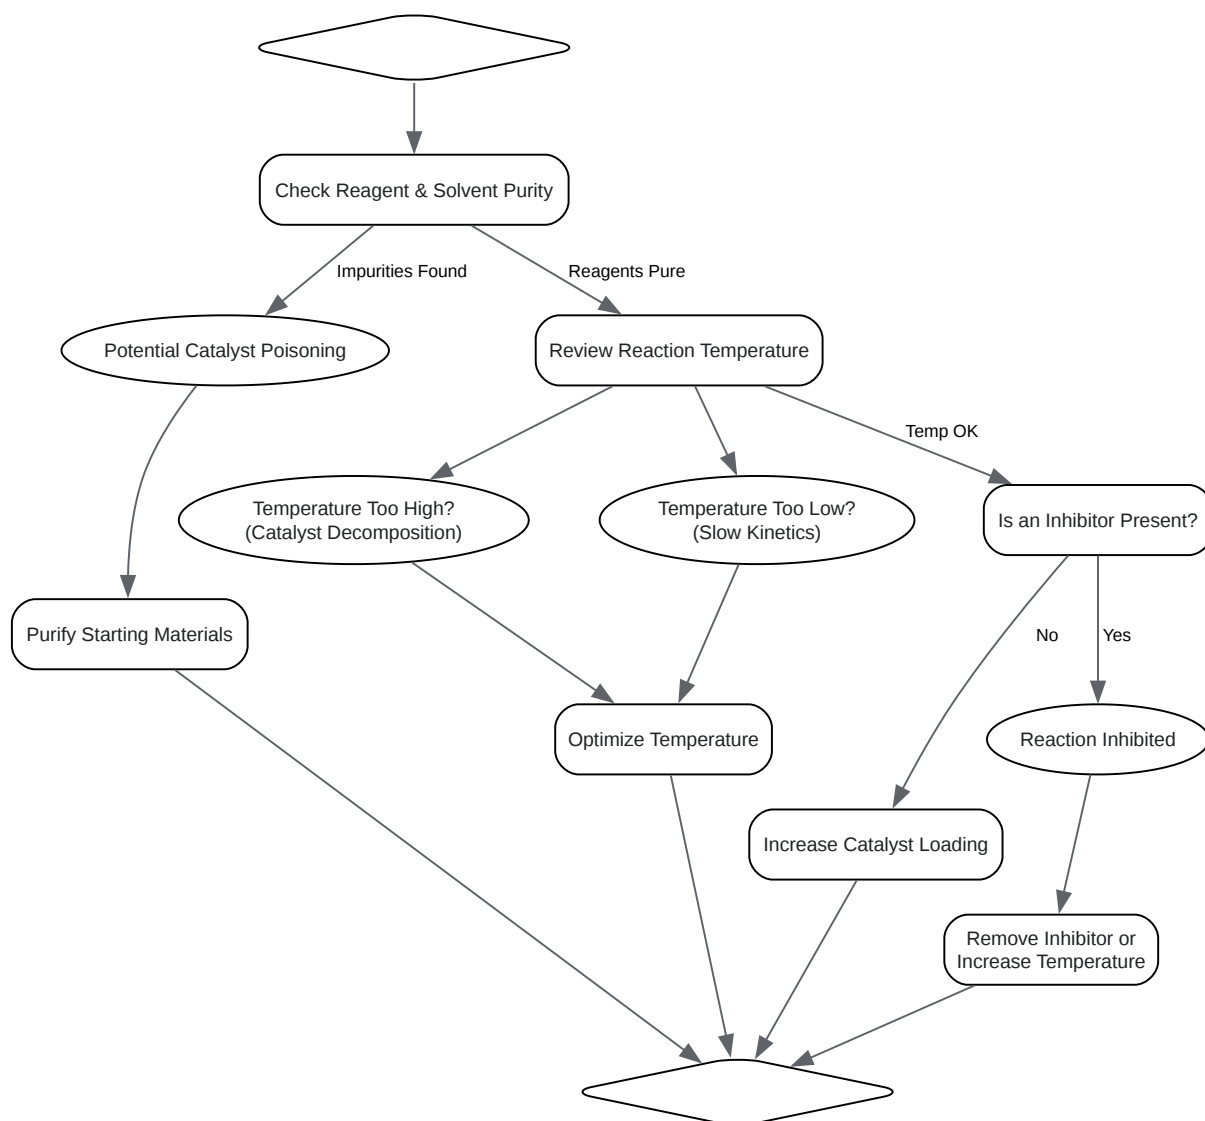 Check Reagent & Solvent Purity
Impurities Found
Reagents Pure
Potential Catalyst Poisoning
Review Reaction Temperature
Temp OK
Temperature Too High?
(Catalyst Decomposition)
Temperature Too Low?
(Slow Kinetics)
Is an Inhibitor Present?
Purify Starting Materials
No
Yes
Optimize Temperature
Reaction Inhibited
Increase Catalyst Loading
Remove Inhibitor or
Increase Temperature